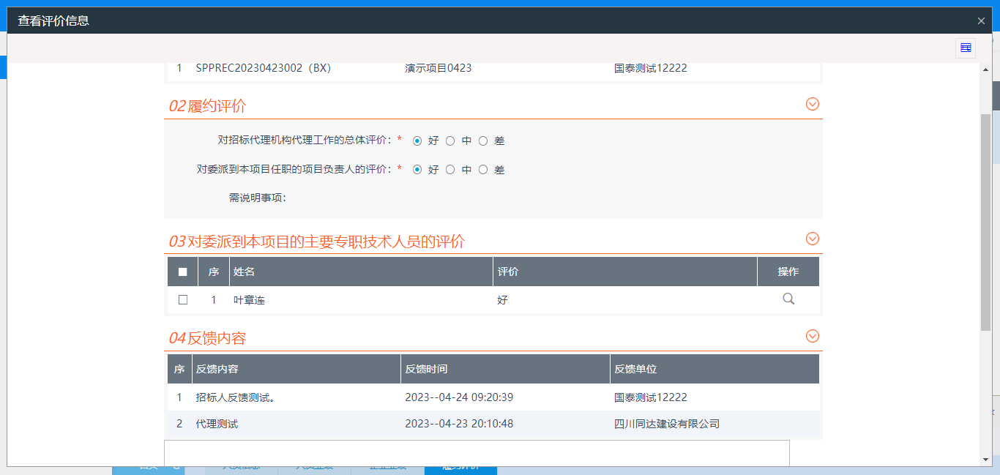 查看评价信息
1 SPPREC20230423002（BX） 演示项目0423 国泰测试12222
02 履约评价
对招标代理机构代理工作的总体评价：* 好 中 差
对委派到本项目任职的项目负责人的评价：* 好 中 差
需说明事项：
03 对委派到本项目的主要专职技术人员的评价
序 姓名 评价 操作
1 叶章连 好
04 反馈内容
序 反馈内容 反馈时间 反馈单位
1 招标人反馈测试。 2023--04-24 09:20:39 国泰测试12222
2 代理测试 2023--04-23 20:10:48 四川同达建设有限公司
履约评价